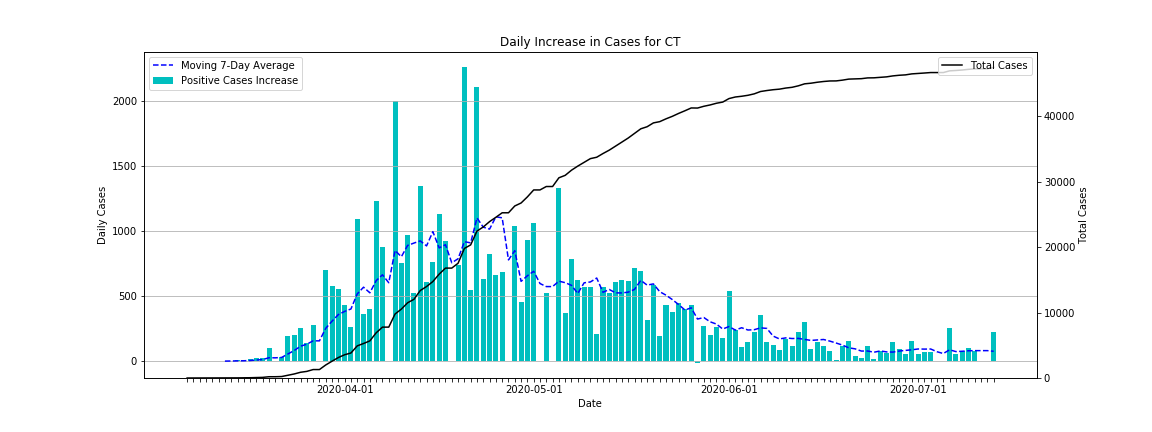 Daily Increase in Cases for CT
Moving 7-Day Average
Positive Cases Increase
Total Cases
2000
1500
1000
500
0
40000
30000
20000
10000
0
Daily Cases
Total Cases
2020-04-01
2020-05-01
2020-06-01
2020-07-01
Date